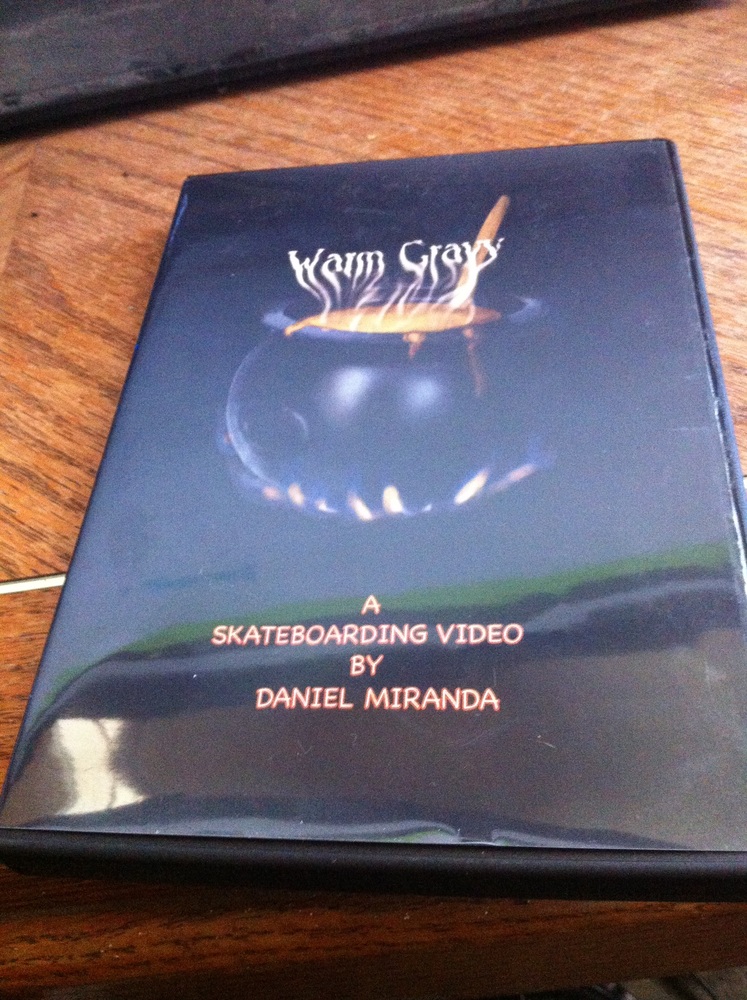 Warm Gravy
A
SKATEBOARDING VIDEO
BY
DANIEL MIRANDA